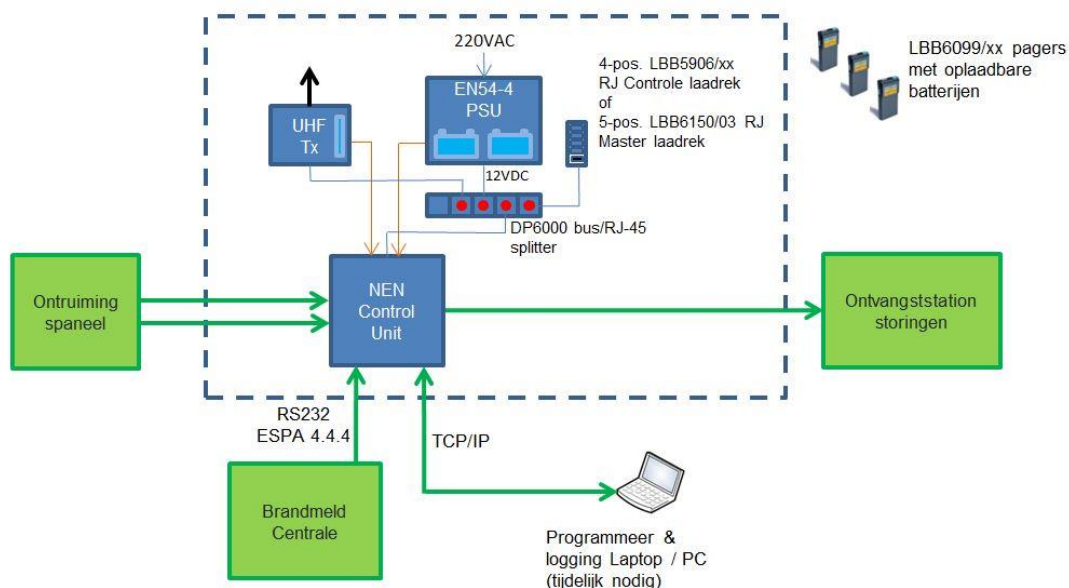 220VAC
EN54-4
PSU
UHF
Tx
12VDC
4-pos. LBB5906/xx
RJ Controle laadrek
of
5-pos. LBB6150/03 RJ
Master laadrek
LBB6099/xx pagers
met oplaadbare
batterijen
DP6000 bus/RJ-45
splitter
Ontruiming
spaneel
NEN
Control
Unit
Ontvangststation
storingen
RS232
ESPA 4.4.4
TCP/IP
Brandmeld
Centrale
Programmeer &
logging Laptop / PC
(tijdelijk nodig)